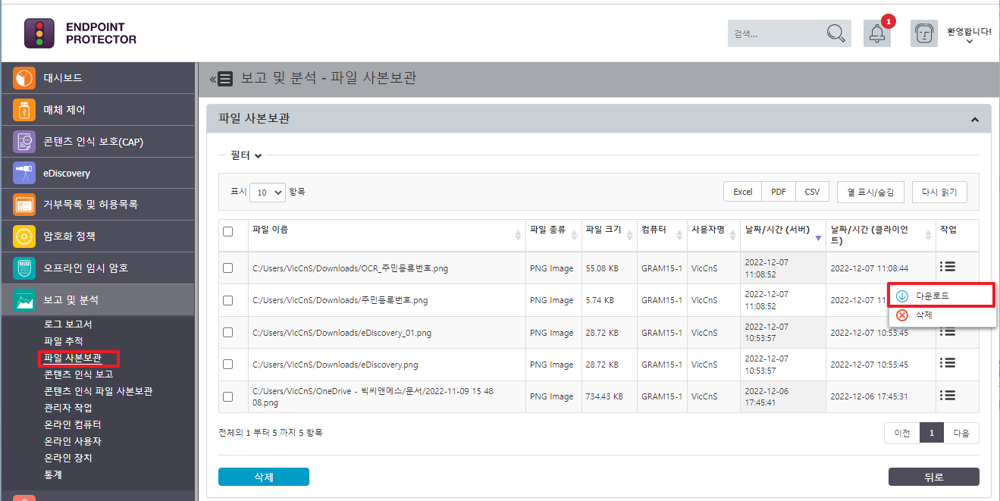 ENDPOINT
PROTECTOR
검색...
1
환영합니다!
대시보드
매체 제어
콘텐츠 인식 보호(CAP)
eDiscovery
거부목록 및 허용목록
암호화 정책
오프라인 임시 암호
보고 및 분석
로그 보고서
파일 추적
파일 사본보관
콘텐츠 인식 보고
콘텐츠 인식 파일 사본보관
관리자 작업
온라인 컴퓨터
온라인 사용자
온라인 장치
통계
« 보고 및 분석 - 파일 사본보관
파일 사본보관
필터
표시 10 항목
Excel PDF CSV 열 표시/숨김 다시 읽기
파일 이름 파일 종류 파일 크기 컴퓨터 사용자명 날짜/시간 (서버) 날짜/시간 (클라이언트) 작업
C:/Users/VicCnS/Downloads/OCR_주민등록번호.png PNG Image 55.08 KB GRAM15-1 VicCnS 2022-12-07 11:08:52 2022-12-07 11:08:44
C:/Users/VicCnS/Downloads/주민등록번호.png PNG Image 5.74 KB GRAM15-1 VicCnS 2022-12-07 11:08:52 2022-12-07 11
다운로드
삭제
C:/Users/VicCnS/Downloads/eDiscovery_01.png PNG Image 28.72 KB GRAM15-1 VicCnS 2022-12-07 10:53:57 2022-12-07 10:53:45
C:/Users/VicCnS/Downloads/eDiscovery.png PNG Image 28.72 KB GRAM15-1 VicCnS 2022-12-07 10:53:57 2022-12-07 10:53:45
C:/Users/VicCnS/OneDrive - 빅씨앤에스/문서/2022-11-09 15 48 08.png PNG Image 734.43 KB GRAM15-1 VicCnS 2022-12-06 17:45:41 2022-12-06 17:45:31
전체의 1 부터 5 까지 5 항목
이전 1 다음
삭제
뒤로